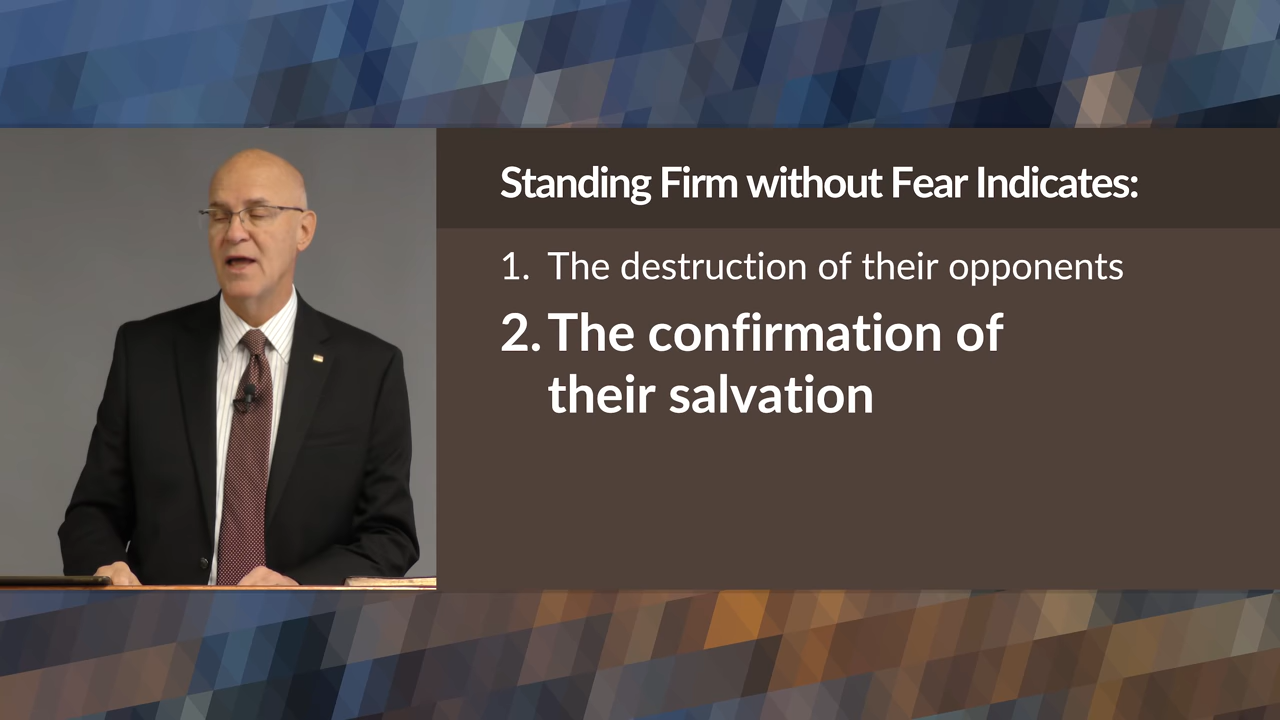 Standing Firm without Fear Indicates:
1. The destruction of their opponents
2. The confirmation of
their salvation